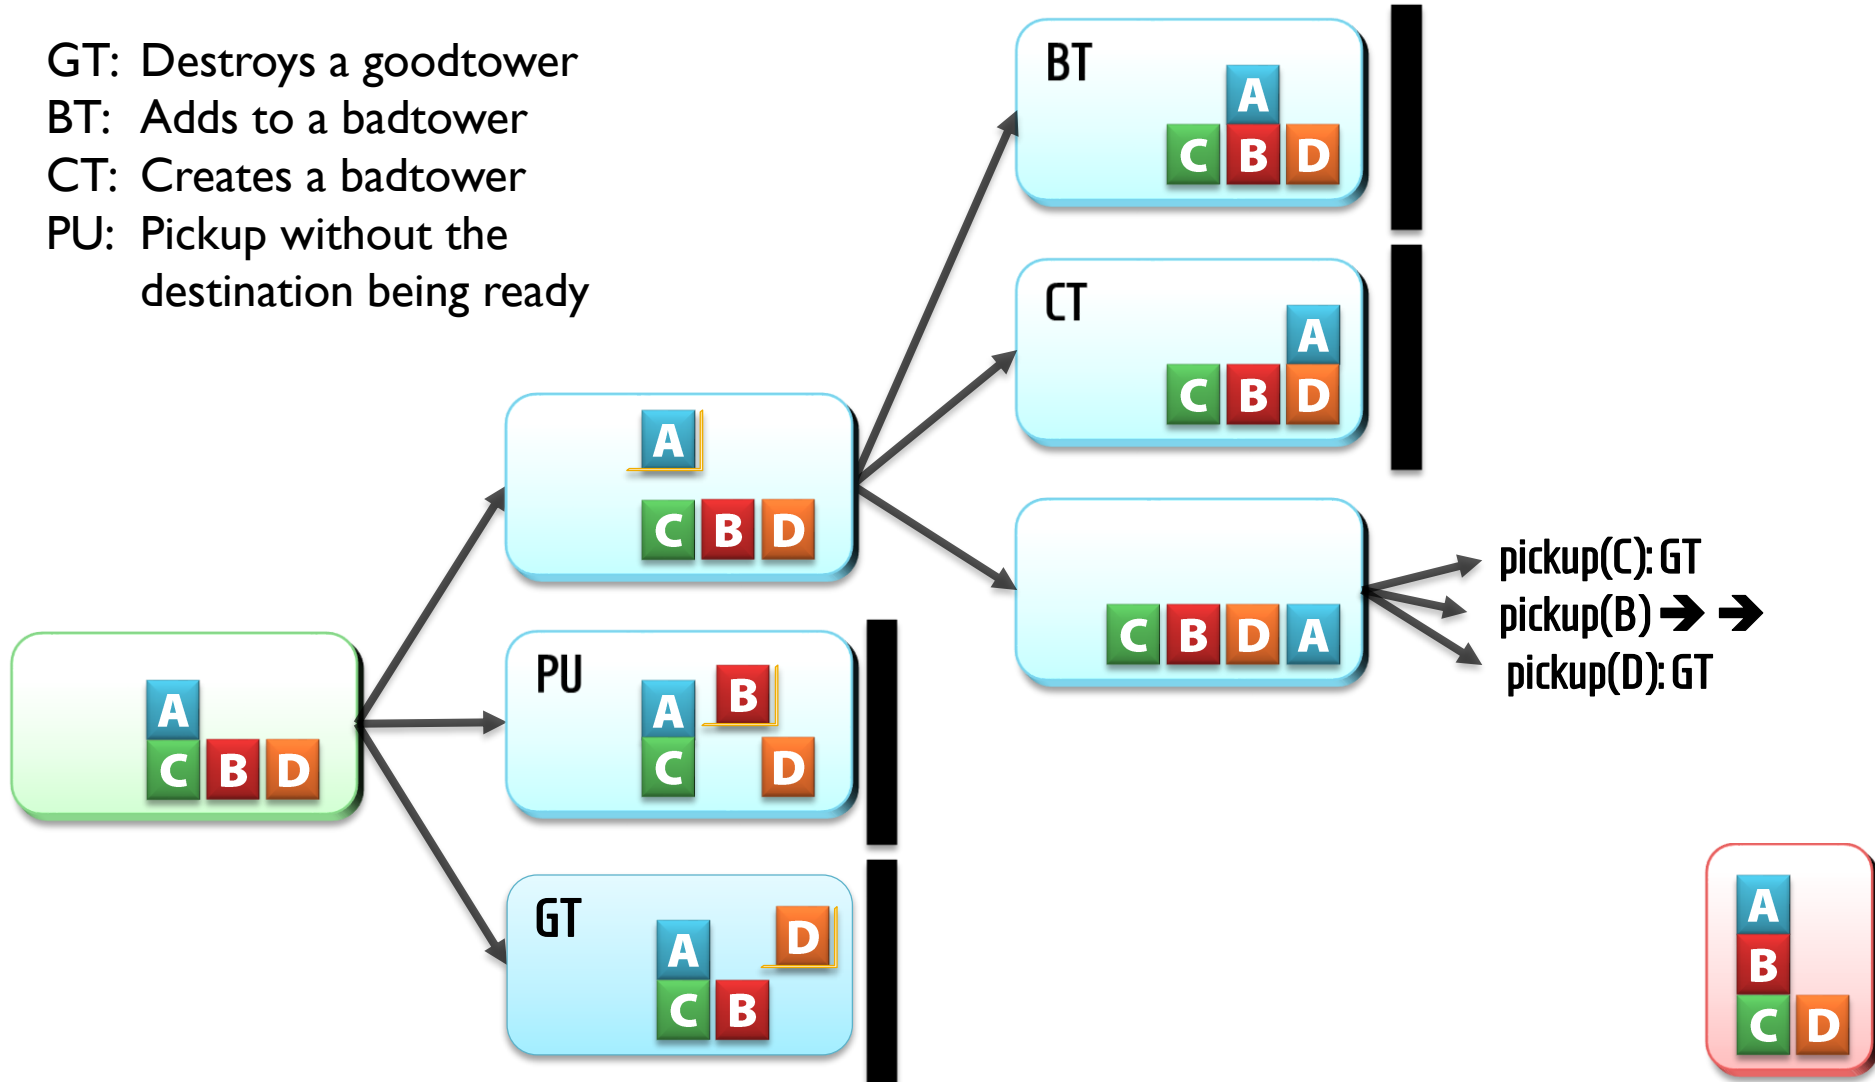 GT: Destroys a goodtower
BT: Adds to a badtower
CT: Creates a badtower
PU: Pickup without the
destination being ready
BT
A
C B D
CT
A
C B D
A
C B D
C B D A
pickup(C): GT
pickup(B) ➔ ➔
pickup(D): GT
A
C B D
PU
B
A
C D
GT
D
A
C B
A
B
C D